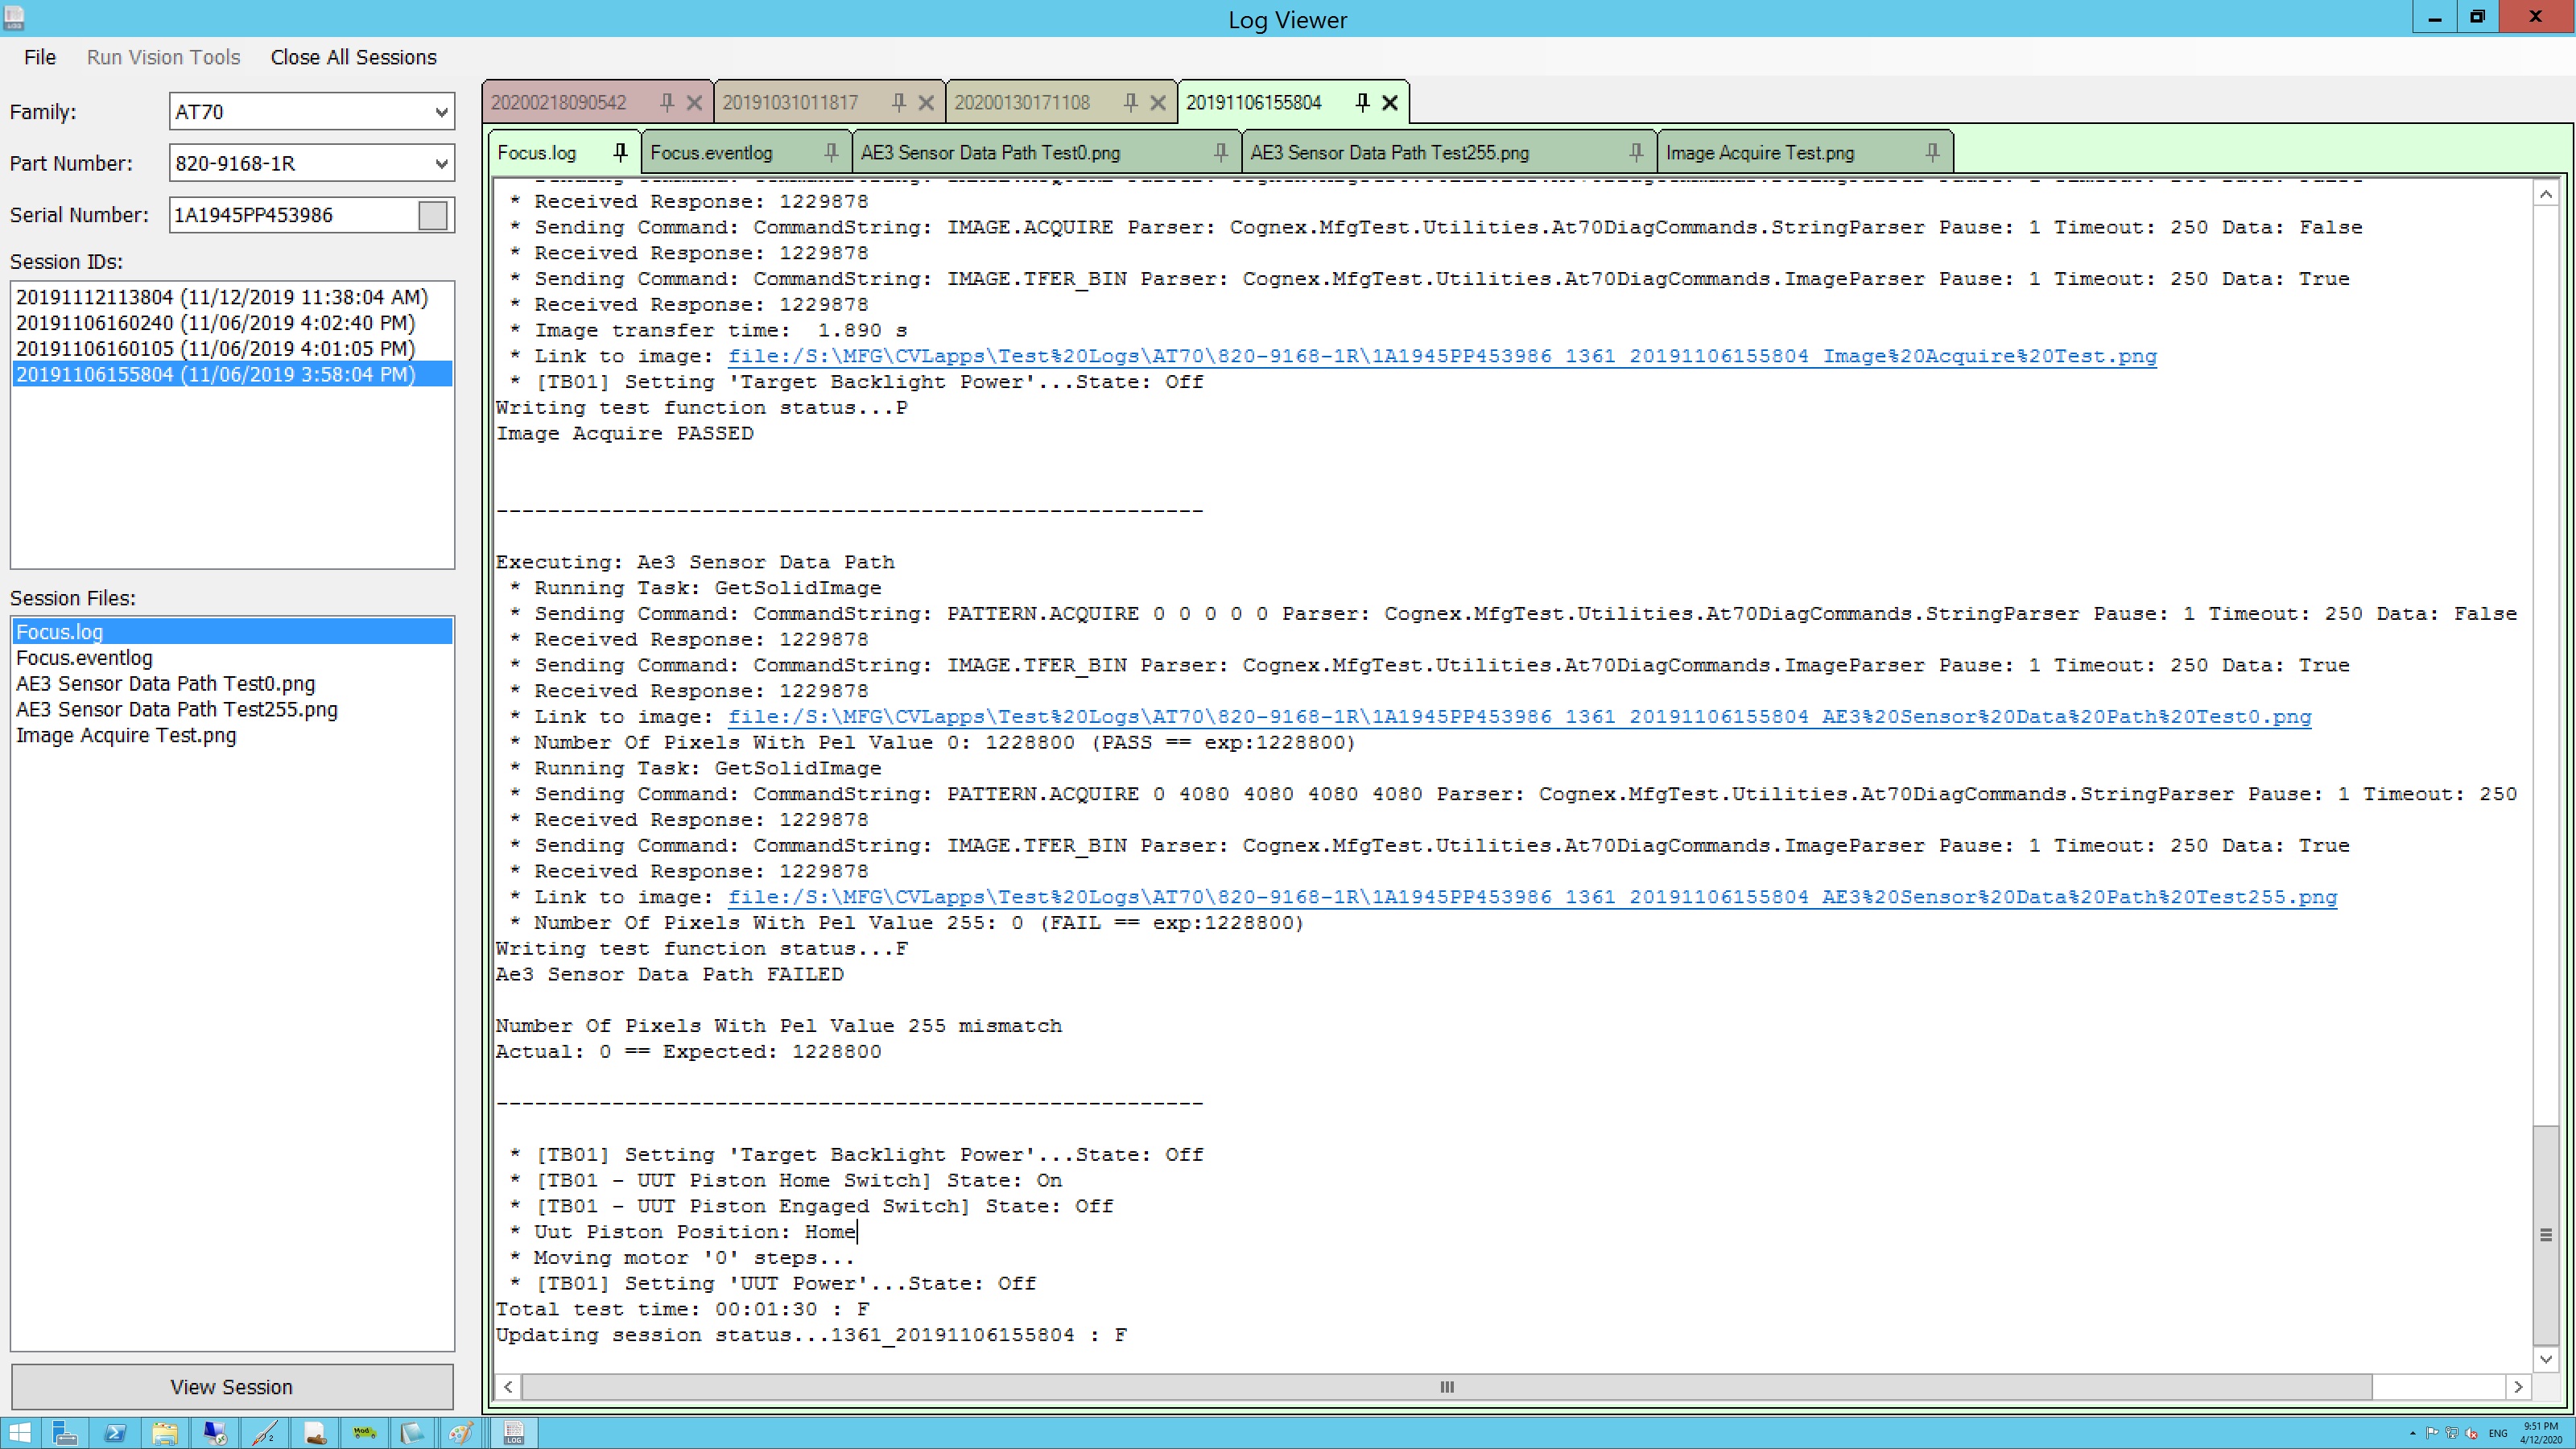 Log Viewer
File Run Vision Tools Close All Sessions
Family: AT70
Part Number: 820-9168-1R
Serial Number: 1A1945PP453986
Session IDs:
20191112113804 (11/12/2019 11:38:04 AM)
20191106160240 (11/06/2019 4:02:40 PM)
20191106160105 (11/06/2019 4:01:05 PM)
20191106155804 (11/06/2019 3:58:04 PM)
Session Files:
Focus.log
Focus.eventlog
AE3 Sensor Data Path Test0.png
AE3 Sensor Data Path Test255.png
Image Acquire Test.png
View Session
20200218090542 20191031011817 20200130171108 20191106155804
Focus.log Focus.eventlog AE3 Sensor Data Path Test0.png AE3 Sensor Data Path Test255.png Image Acquire Test.png
* Received Response: 1229878
* Sending Command: CommandString: IMAGE.ACQUIRE Parser: Cognex.MfgTest.Utilities.At70DiagCommands.StringParser Pause: 1 Timeout: 250 Data: False
* Received Response: 1229878
* Sending Command: CommandString: IMAGE.TFER_BIN Parser: Cognex.MfgTest.Utilities.At70DiagCommands.ImageParser Pause: 1 Timeout: 250 Data: True
* Received Response: 1229878
* Image transfer time:  1.890 s
* Link to image: file:/S:\MFG\CVLapps\Test%20Logs\AT70\820-9168-1R\1A1945PP453986_1361_20191106155804_Image%20Acquire%20Test.png
* [TB01] Setting 'Target Backlight Power'...State: Off
Writing test function status...P
Image Acquire PASSED
-------------------------------------------------------
Executing: Ae3 Sensor Data Path
* Running Task: GetSolidImage
* Sending Command: CommandString: PATTERN.ACQUIRE 0 0 0 0 0 Parser: Cognex.MfgTest.Utilities.At70DiagCommands.StringParser Pause: 1 Timeout: 250 Data: False
* Received Response: 1229878
* Sending Command: CommandString: IMAGE.TFER_BIN Parser: Cognex.MfgTest.Utilities.At70DiagCommands.ImageParser Pause: 1 Timeout: 250 Data: True
* Received Response: 1229878
* Link to image: file:/S:\MFG\CVLapps\Test%20Logs\AT70\820-9168-1R\1A1945PP453986_1361_20191106155804_AE3%20Sensor%20Data%20Path%20Test0.png
* Number Of Pixels With Pel Value 0: 1228800 (PASS == exp:1228800)
* Running Task: GetSolidImage
* Sending Command: CommandString: PATTERN.ACQUIRE 0 4080 4080 4080 4080 Parser: Cognex.MfgTest.Utilities.At70DiagCommands.StringParser Pause: 1 Timeout: 250
* Received Response: 1229878
* Sending Command: CommandString: IMAGE.TFER_BIN Parser: Cognex.MfgTest.Utilities.At70DiagCommands.ImageParser Pause: 1 Timeout: 250 Data: True
* Received Response: 1229878
* Link to image: file:/S:\MFG\CVLapps\Test%20Logs\AT70\820-9168-1R\1A1945PP453986_1361_20191106155804_AE3%20Sensor%20Data%20Path%20Test255.png
* Number Of Pixels With Pel Value 255: 0 (FAIL == exp:1228800)
Writing test function status...F
Ae3 Sensor Data Path FAILED
Number Of Pixels With Pel Value 255 mismatch
Actual: 0 == Expected: 1228800
-------------------------------------------------------
* [TB01] Setting 'Target Backlight Power'...State: Off
* [TB01 - UUT Piston Home Switch] State: On
* [TB01 - UUT Piston Engaged Switch] State: Off
* Uut Piston Position: Home
* Moving motor '0' steps...
* [TB01] Setting 'UUT Power'...State: Off
Total test time: 00:01:30 : F
Updating session status...1361_20191106155804 : F
LOG
ENG
9:51 PM
4/12/2020